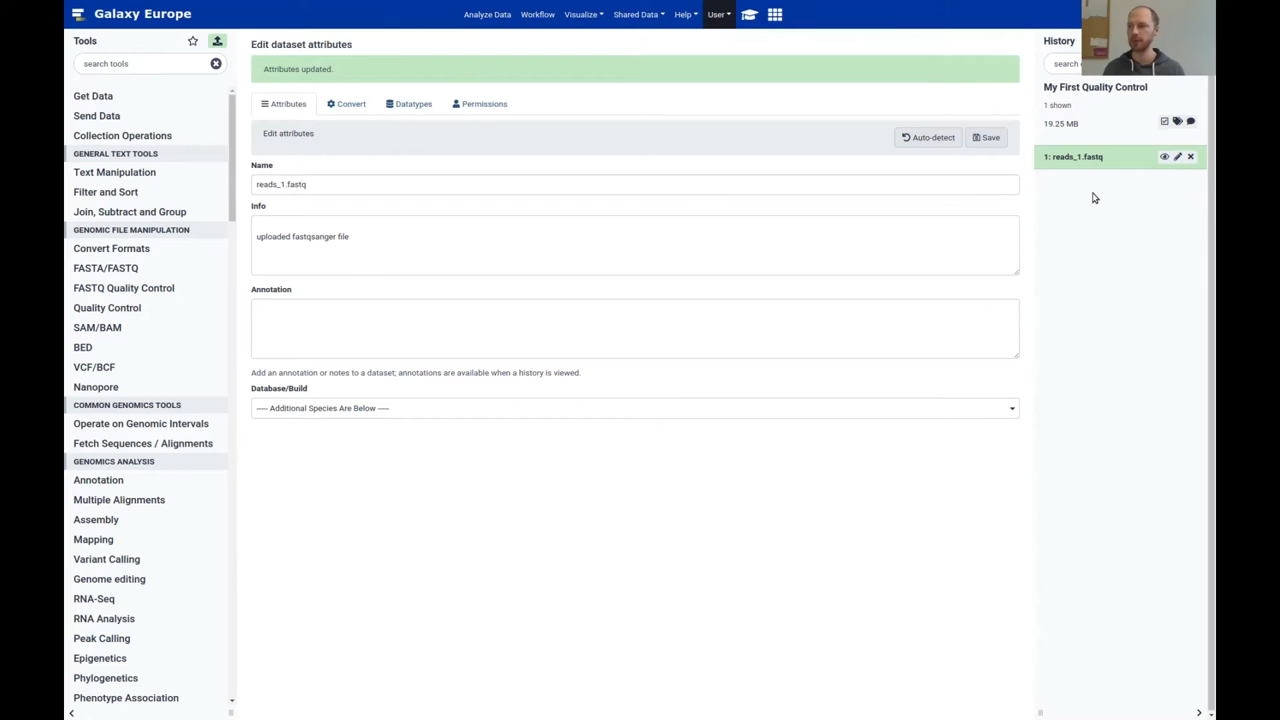 Galaxy Europe
Analyze Data Workflow Visualize Shared Data Help User
Tools
search tools
Get Data
Send Data
Collection Operations
GENERAL TEXT TOOLS
Text Manipulation
Filter and Sort
Join, Subtract and Group
GENOMIC FILE MANIPULATION
Convert Formats
FASTA/FASTQ
FASTQ Quality Control
Quality Control
SAM/BAM
BED
VCF/BCF
Nanopore
COMMON GENOMICS TOOLS
Operate on Genomic Intervals
Fetch Sequences / Alignments
GENOMICS ANALYSIS
Annotation
Multiple Alignments
Assembly
Mapping
Variant Calling
Genome editing
RNA-Seq
RNA Analysis
Peak Calling
Epigenetics
Phylogenetics
Phenotype Association
Edit dataset attributes
Attributes updated.
Attributes Convert Datatypes Permissions
Edit attributes
Auto-detect Save
Name
reads_1.fastq
Info
uploaded fastqsanger file
Annotation
Add an annotation or notes to a dataset; annotations are available when a history is viewed.
Database/Build
----- Additional Species Are Below -----
History
search
My First Quality Control
1 shown
19.25 MB
1: reads_1.fastq